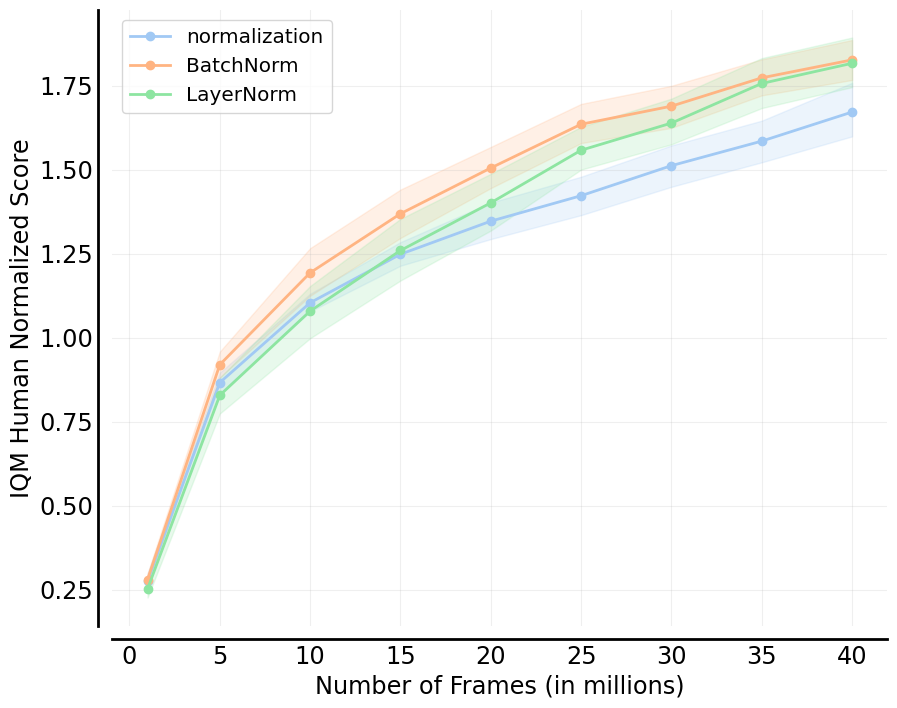 normalization
BatchNorm
LayerNorm
IQM Human Normalized Score
1.75
1.50
1.25
1.00
0.75
0.50
0.25
0 5 10 15 20 25 30 35 40
Number of Frames (in millions)